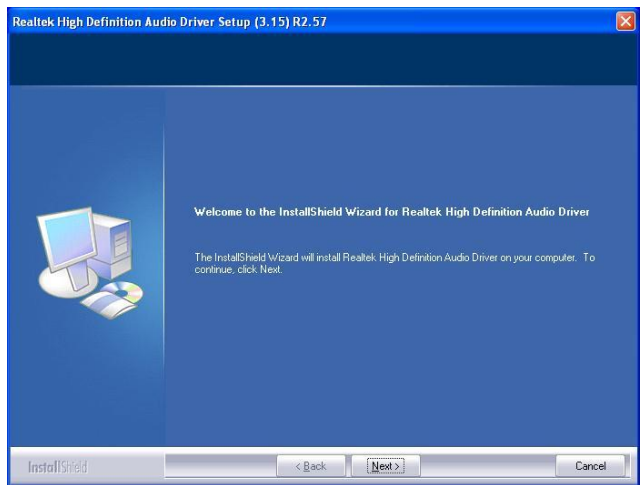 Realtek High Definition Audio Driver Setup (3.15) R2.57
Welcome to the InstallShield Wizard for Realtek High Definition Audio Driver
The InstallShield Wizard will install Realtek High Definition Audio Driver on your computer. To
continue, click Next.
InstallShield
< Back
Next >
Cancel